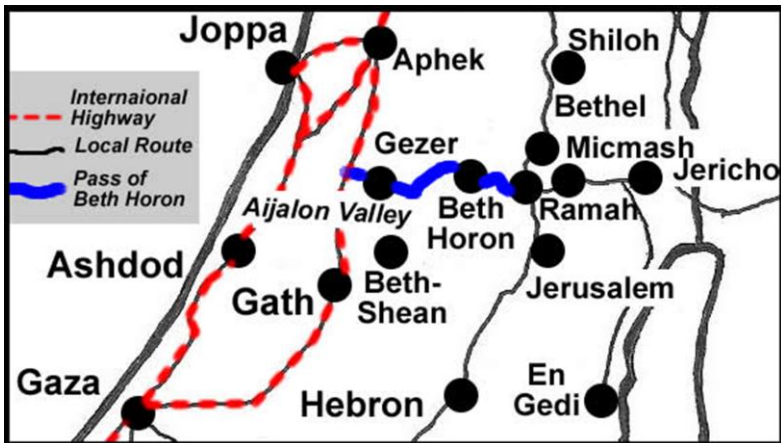 Joppa
Aphek
Shiloh
Bethel
Internaional
Highway
Local Route
Pass of
Beth Horon
Gezer
Micmash
Jericho
Aijalon Valley
Beth
Horon
Ramah
Ashdod
Gath
Beth-
Shean
Jerusalem
Gaza
Hebron
En
Gedi